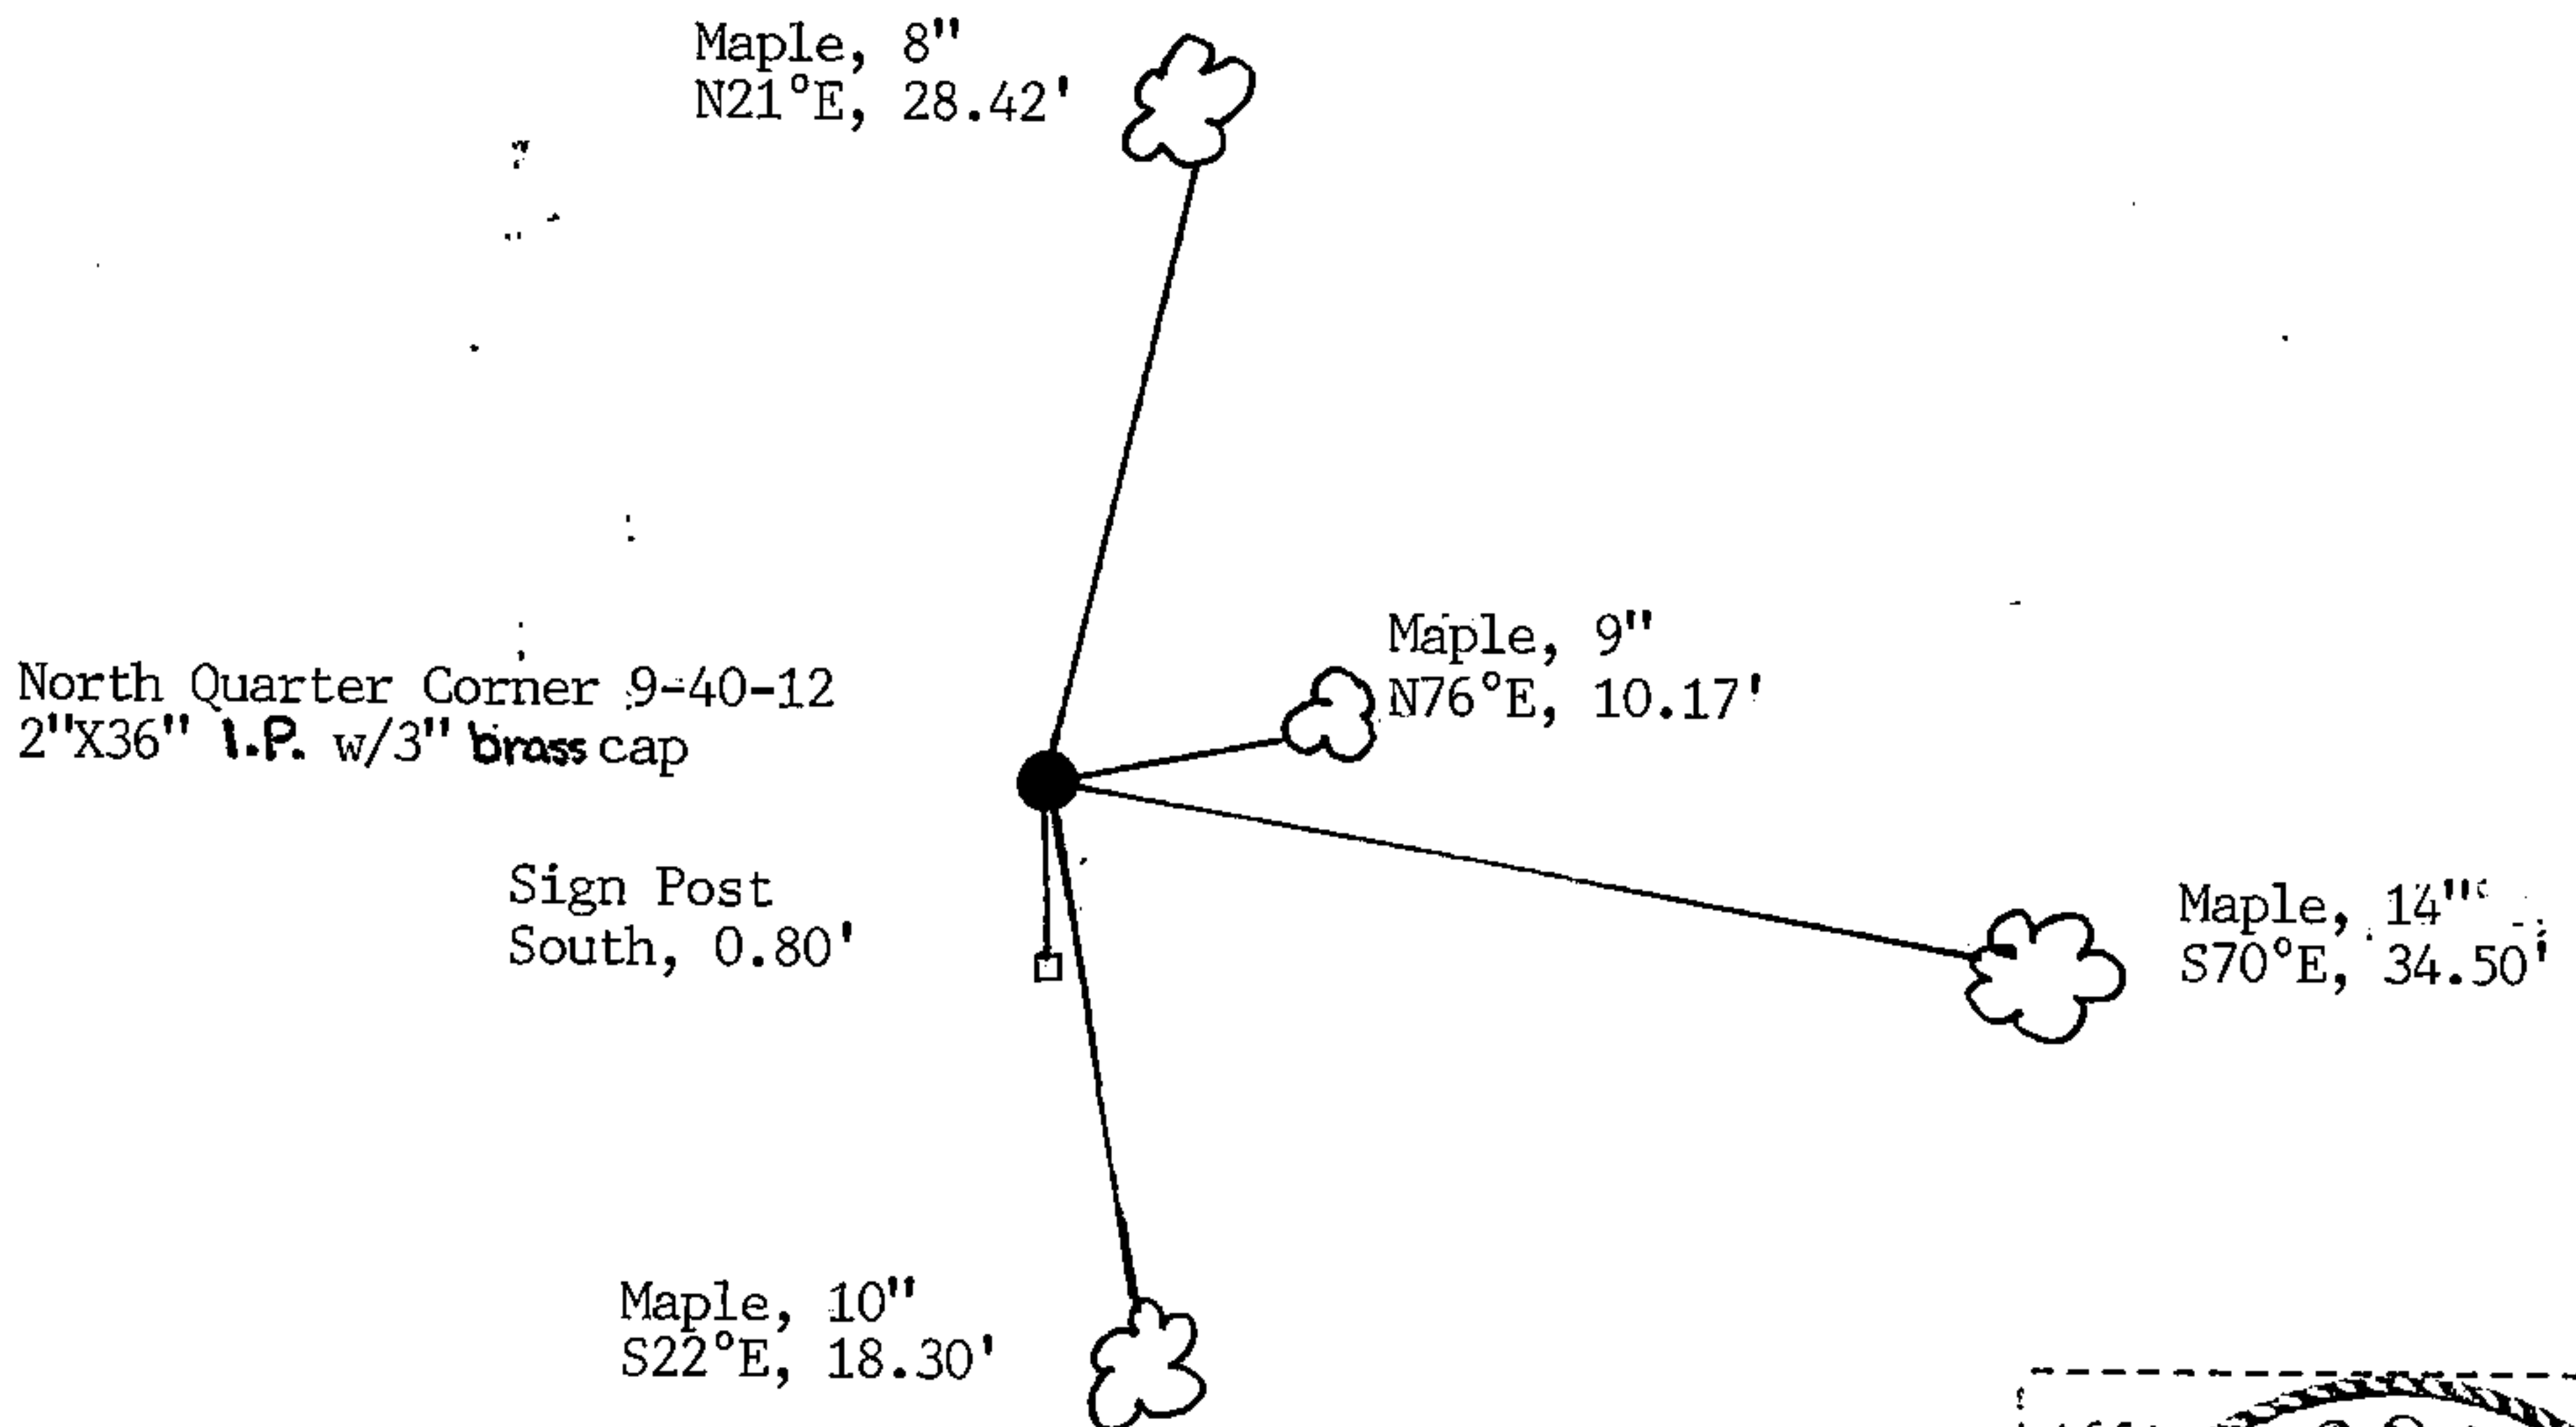 Maple, 8"
N21°E, 28.42'
Maple, 9"
N76°E, 10.17'
North Quarter Corner 9-40-12
2"X36" I.P. w/3" brass cap
Sign Post
South, 0.80'
Maple, 14"
S70°E, 34.50'
Maple, 10"
S22°E, 18.30'